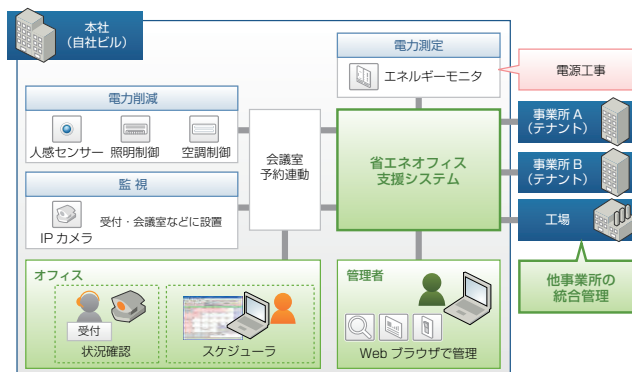 本社
（自社ビル）
電力測定
エネルギーモニタ
電源工事
電力削減
人感センサー 照明制御 空調制御
会議室
予約連動
省エネオフィス
支援システム
事業所 A
（テナント）
事業所 B
（テナント）
工場
監視
受付・会議室などに設置
IP カメラ
オフィス
受付
状況確認
スケジューラ
管理者
Web ブラウザで管理
他事業所の
統合管理